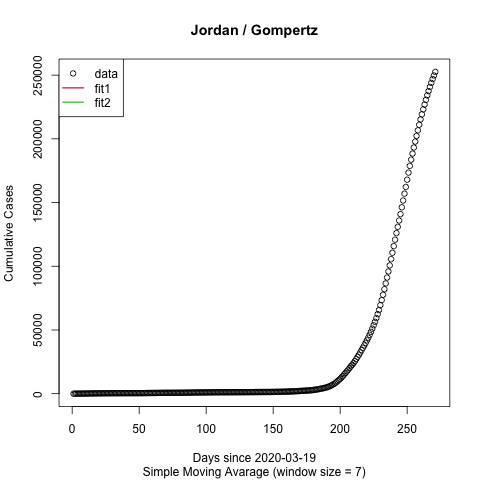 Jordan / Gompertz
data
fit1
fit2
Cumulative Cases
250000
200000
150000
100000
50000
0
0 50 100 150 200 250
Days since 2020-03-19
Simple Moving Avarage (window size = 7)